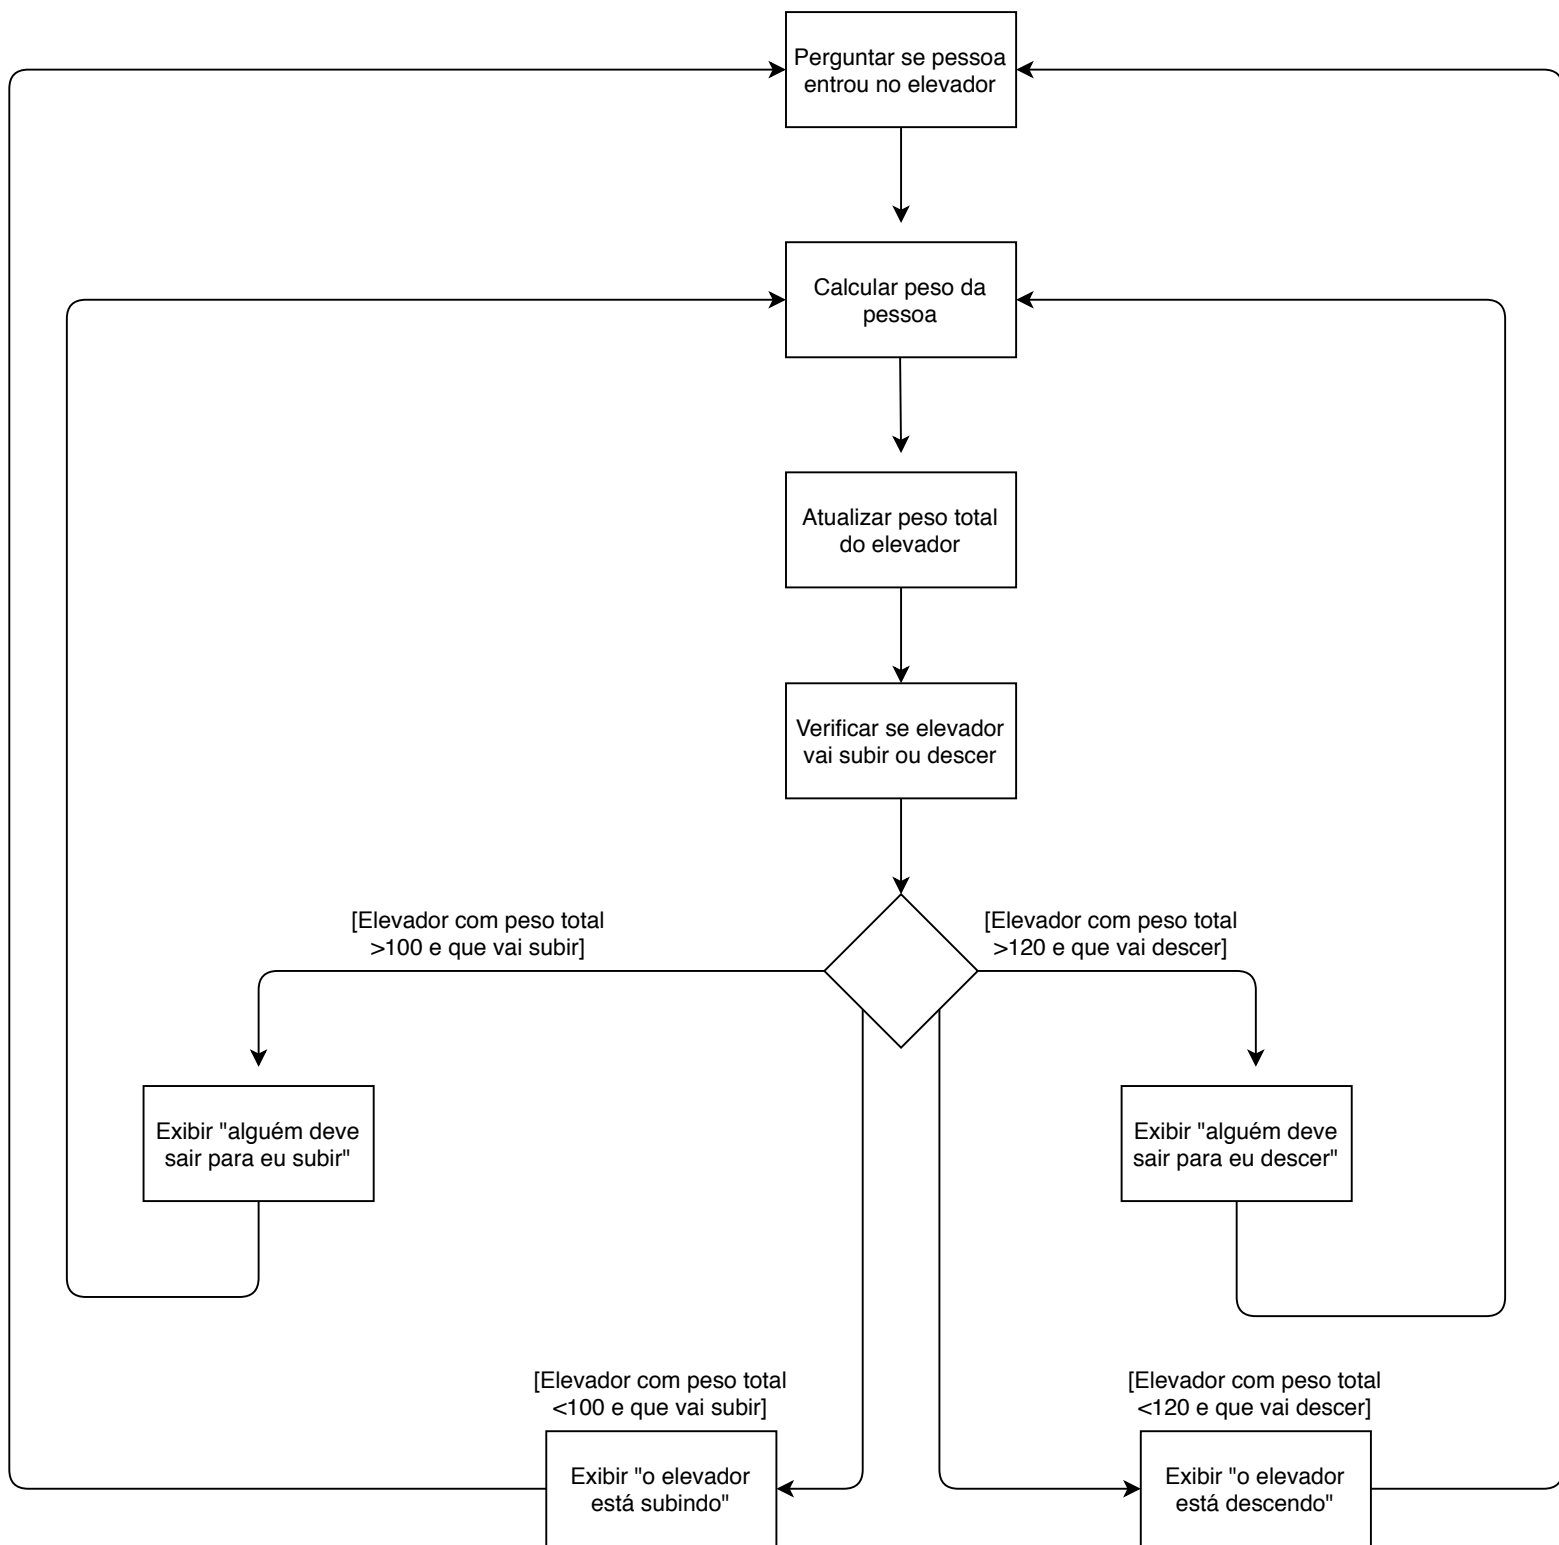 Perguntar se pessoa
entrou no elevador
Calcular peso da
pessoa
Atualizar peso total
do elevador
Verificar se elevador
vai subir ou descer
[Elevador com peso total
>100 e que vai subir]
[Elevador com peso total
>120 e que vai descer]
Exibir "alguém deve
sair para eu subir"
Exibir "alguém deve
sair para eu descer"
[Elevador com peso total
<100 e que vai subir]
[Elevador com peso total
<120 e que vai descer]
Exibir "o elevador
está subindo"
Exibir "o elevador
está descendo"